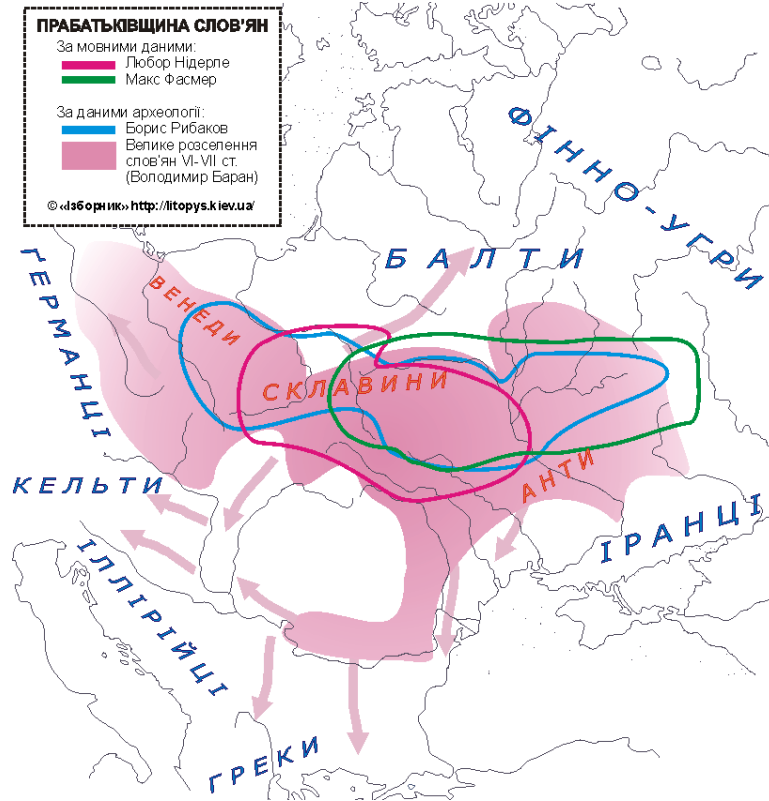 ПРАБАТЬКІВЩИНА СЛОВ'ЯН
За мовними даними:
Любор Нідерле
Макс Фасмер
За даними археології:
Борис Рибаков
Велике розселення
слов'ян VI-VII ст.
(Володимир Баран)
© «Ізборник» http://litopys.kiev.ua/
ФІННО-УГРИ
БАЛТИ
ҐЕРМАНЦІ
ВЕНЕДИ
СКЛАВИНИ
АНТИ
КЕЛЬТИ
ІРАНЦІ
ІЛЛІРІЙЦІ
ГРЕКИ